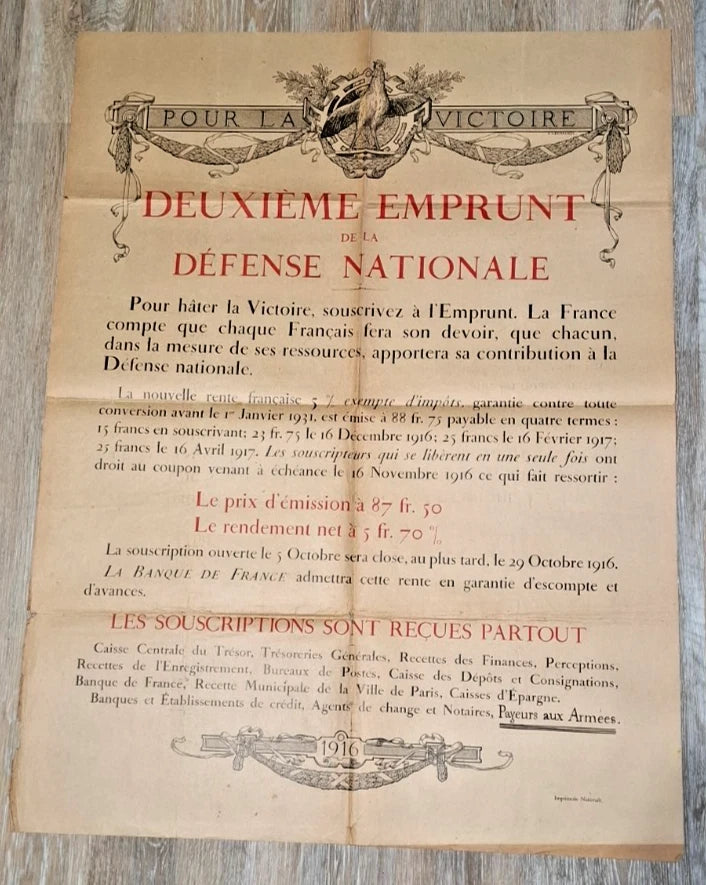 POUR LA VICTOIRE
DEUXIÈME EMPRUNT
DE LA
DÉFENSE NATIONALE
Pour hâter la Victoire, souscrivez à l'Emprunt. La France
compte que chaque Français fera son devoir, que chacun,
dans la mesure de ses ressources, apportera sa contribution à la
Défense nationale.
La nouvelle rente française 5 % exempte d'impôts, garantie contre toute
conversion avant le 1er Janvier 1931, est émise à 88 fr. 75 payable en quatre termes :
15 francs en souscrivant; 23 fr. 75 le 16 Décembre 1916; 25 francs le 16 Février 1917;
25 francs le 16 Avril 1917. Les souscripteurs qui se libèrent en une seule fois ont
droit au coupon venant à échéance le 16 Novembre 1916 ce qui fait ressortir :
Le prix d'émission à 87 fr. 50
Le rendement net à 5 fr. 70 %
La souscription ouverte le 5 Octobre sera close, au plus tard, le 29 Octobre 1916.
LA BANQUE DE FRANCE admettra cette rente en garantie d'escompte et
d'avances.
LES SOUSCRIPTIONS SONT REÇUES PARTOUT
Caisse Centrale du Trésor, Trésoreries Générales, Recettes des Finances, Perceptions,
Recettes de l'Enregistrement, Bureaux de Postes, Caisse des Dépôts et Consignations,
Banque de France, Recette Municipale de la Ville de Paris, Caisses d'Épargne.
Banques et Établissements de crédit, Agents de change et Notaires, Payeurs aux Armées.
1916